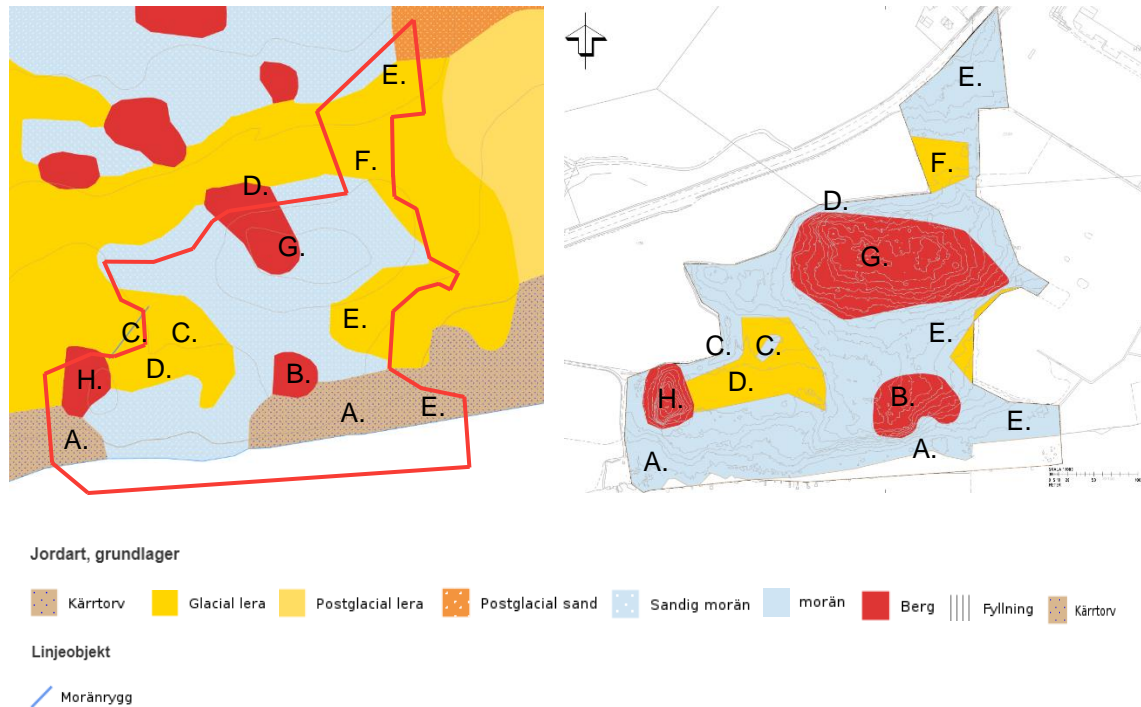 E.
E.
F.
F.
D.
D.
G.
G.
E.
E.
C.
C.
C.
C.
D.
D.
H.
H.
B.
B.
A.
E.
E.
A.
A.
A.
Jordart, grundlager
Kärrtorv
Glacial lera
Postglacial lera
Postglacial sand
Sandig morän
morän
Berg
Fyllning
Kärrtorv
Linjeobjekt
Moränrygg